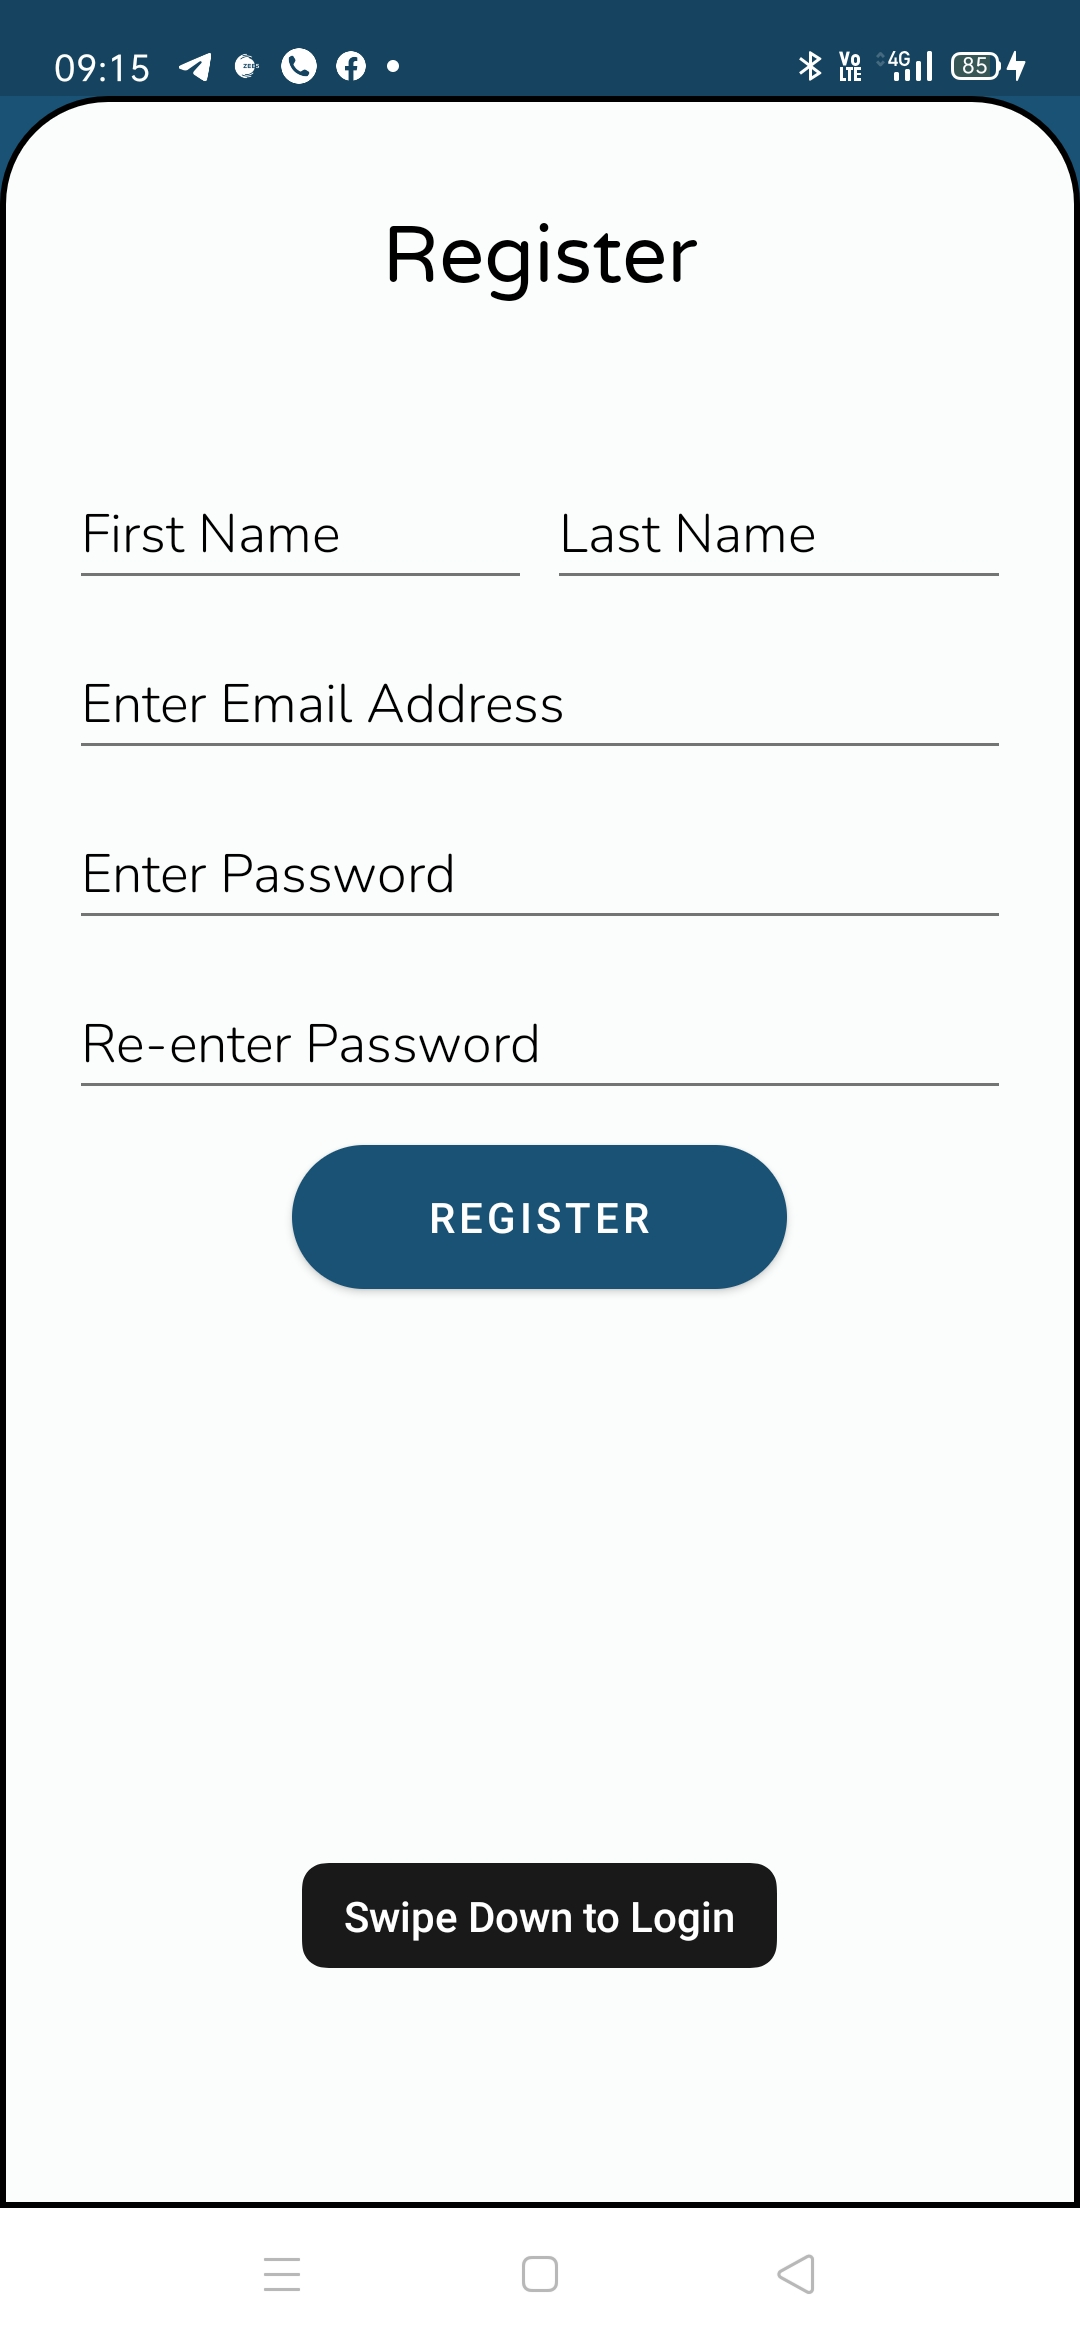 09:15 Vo LTE 4G 85
Register
First Name Last Name
Enter Email Address
Enter Password
Re-enter Password
REGISTER
Swipe Down to Login